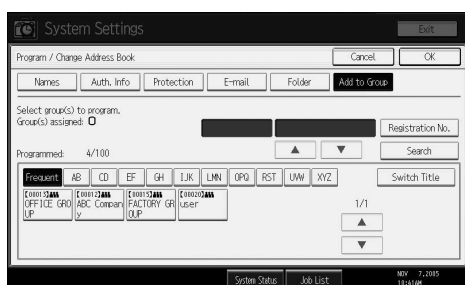 System Settings
Exit
Program / Change Address Book
Cancel
OK
Names
Auth. Info
Protection
E-mail
Folder
Add to Group
Select group(s) to program.
Group(s) assigned: 0
Registration No.
Programmed: 4/100
▲
▼
Search
Frequent
AB
CD
EF
GH
IJK
LMN
OPQ
RST
UVW
XYZ
Switch Title
[00015]
OFFICE GRO
UP
[00012]
ABC Compan
y
[00013]
FACTORY GR
OUP
[00020]
user
1/1
▲
▼
System Status
Job List
NOV 7,2005
10:41AM